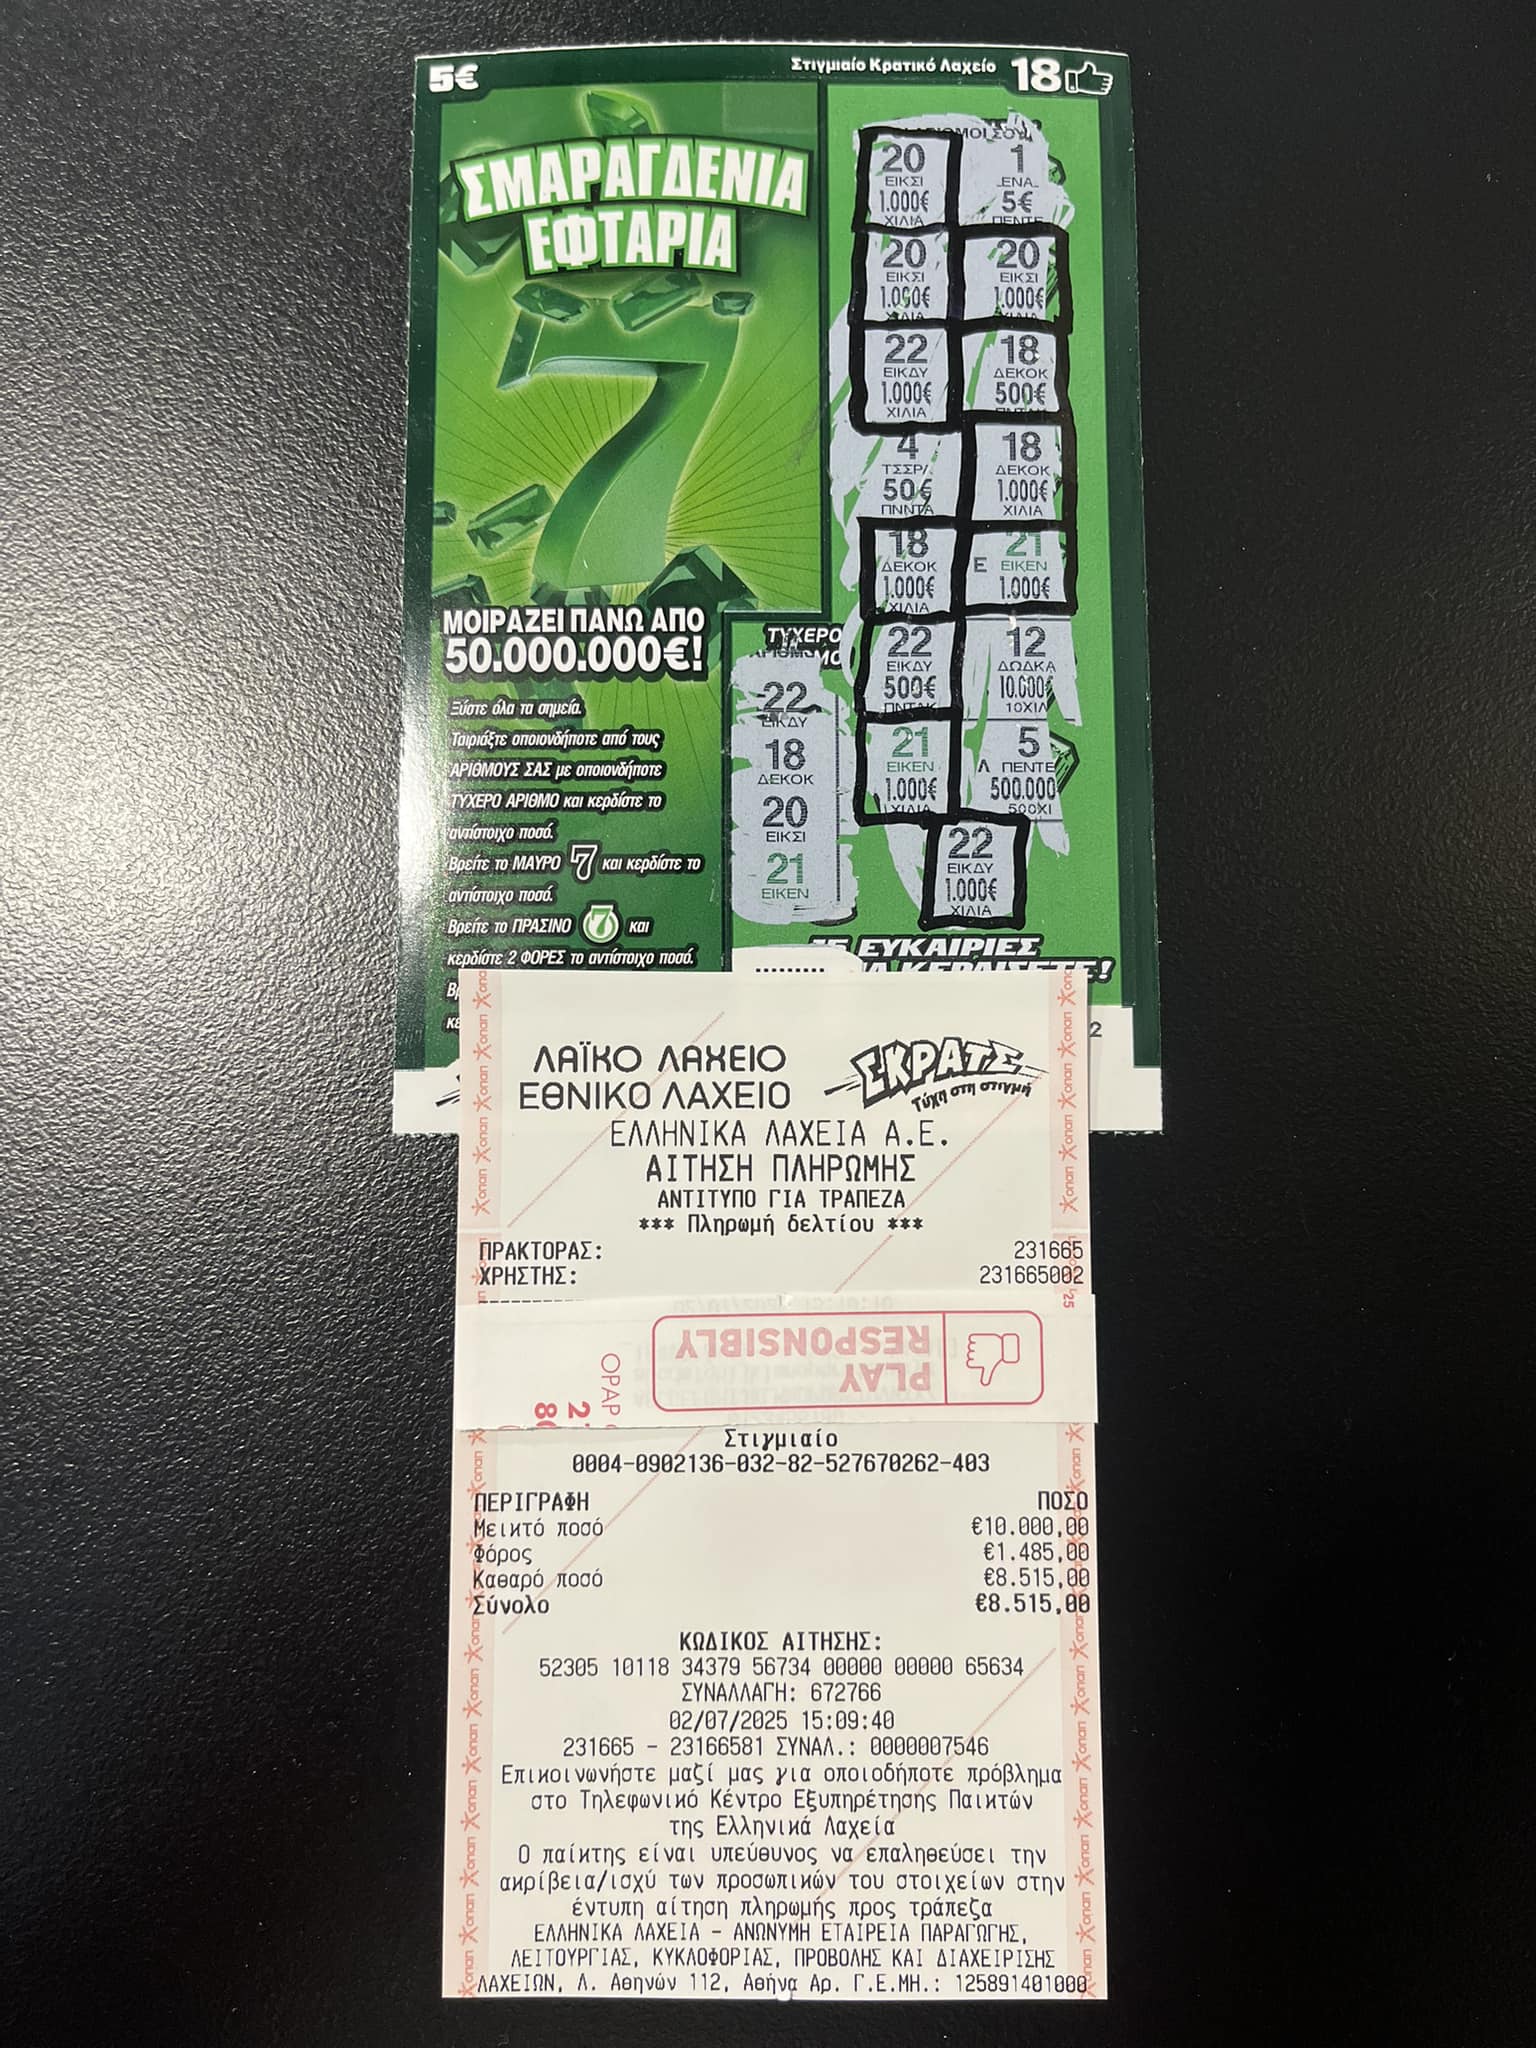 5€
Στιγμιαίο Κρατικό Λαχείο 18
ΣΜΑΡΑΓΔΕΝΙΑ
ΕΦΤΑΡΙΑ
7
ΜΟΙΡΑΖΕΙ ΠΑΝΩ ΑΠΟ
50.000.000€!
Ξύστε όλα τα σημεία.
Ταιριάξτε οποιονδήποτε από τους
ΑΡΙΘΜΟΥΣ ΣΑΣ με οποιονδήποτε
ΤΥΧΕΡΟ ΑΡΙΘΜΟ και κερδίστε το
αντίστοιχο ποσό.
Βρείτε το ΜΑΥΡΟ 7 και κερδίστε το
αντίστοιχο ποσό.
Βρείτε το ΠΡΑΣΙΝΟ 7 και
κερδίστε 2 ΦΟΡΕΣ το αντίστοιχο ποσό.
20 1
ΕΙΚΣΙ ΕΝΑ
1.000€ 5€
ΧΙΛΙΑ ΠΕΝΤΕ
20 20
ΕΙΚΣΙ ΕΙΚΣΙ
1.000€ 1.000€
ΧΙΛΙΑ ΧΙΛΙΑ
22 18
ΕΙΚΔΥ ΔΕΚΟΚ
1.000€ 500€
ΧΙΛΙΑ ΠΝΤΑΚ
4 18
ΤΣΣΡΑ ΔΕΚΟΚ
50€ 1.000€
ΠΝΝΤΑ ΧΙΛΙΑ
18 21
ΔΕΚΟΚ Ε ΕΙΚΕΝ
1.000€ 1.000€
ΧΙΛΙΑ
22 12
ΕΙΚΔΥ ΔΩΔΚΑ
500€ 10.000€
ΠΝΤΑΚ 10ΧΙΛ
21 5
ΕΙΚΕΝ Λ ΠΕΝΤΕ
1.000€ 500.000
ΧΙΛΙΑ 500ΧΙ
22
ΕΙΚΔΥ
1.000€
ΧΙΛΙΑ
ΤΥΧΕΡΟ
22
ΕΙΚΔΥ
18
ΔΕΚΟΚ
20
ΕΙΚΣΙ
21
ΕΙΚΕΝ
15 ΕΥΚΑΙΡΙΕΣ
ΝΑ ΚΕΡΔΙΣΕΤΕ!
ΛΑΪΚΟ ΛΑΧΕΙΟ
ΕΘΝΙΚΟ ΛΑΧΕΙΟ
ΣΚΡΑΤΣ
Τύχη στη στιγμή
ΕΛΛΗΝΙΚΑ ΛΑΧΕΙΑ Α.Ε.
ΑΙΤΗΣΗ ΠΛΗΡΩΜΗΣ
ΑΝΤΙΤΥΠΟ ΓΙΑ ΤΡΑΠΕΖΑ
*** Πληρωμή δελτίου ***
ΠΡΑΚΤΟΡΑΣ: 231665
ΧΡΗΣΤΗΣ: 231665002
PLAY
RESPONSIBLY
OPAP
Στιγμιαίο
0004-0902136-032-82-527670262-403
ΠΕΡΙΓΡΑΦΗ ΠΟΣΟ
Μεικτό ποσό €10.000,00
Φόρος €1.485,00
Καθαρό ποσό €8.515,00
Σύνολο €8.515,00
ΚΩΔΙΚΟΣ ΑΙΤΗΣΗΣ:
52305 10118 34379 56734 00000 00000 65634
ΣΥΝΑΛΛΑΓΗ: 672766
02/07/2025 15:09:40
231665 - 23166581 ΣΥΝΑΛ.: 0000007546
Επικοινωνήστε μαζί μας για οποιοδήποτε πρόβλημα
στο Τηλεφωνικό Κέντρο Εξυπηρέτησης Παικτών
της Ελληνικά Λαχεία
Ο παίκτης είναι υπεύθυνος να επαληθεύσει την
ακρίβεια/ισχύ των προσωπικών του στοιχείων στην
έντυπη αίτηση πληρωμής προς τράπεζα
ΕΛΛΗΝΙΚΑ ΛΑΧΕΙΑ - ΑΝΩΝΥΜΗ ΕΤΑΙΡΕΙΑ ΠΑΡΑΓΩΓΗΣ,
ΛΕΙΤΟΥΡΓΙΑΣ, ΚΥΚΛΟΦΟΡΙΑΣ, ΠΡΟΒΟΛΗΣ ΚΑΙ ΔΙΑΧΕΙΡΙΣΗΣ
ΛΑΧΕΙΩΝ, Λ. Αθηνών 112, Αθήνα Αρ. Γ.Ε.ΜΗ.: 125891401000